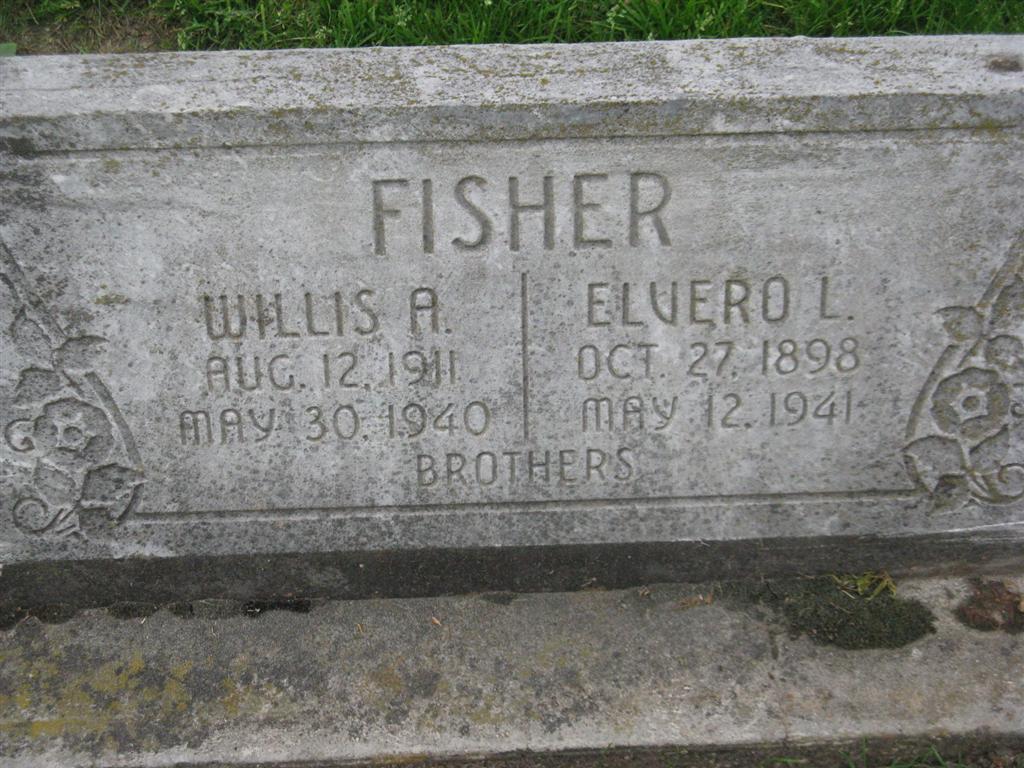 FISHER
WILLIS A.
AUG. 12, 1911
MAY 30, 1940
ELVERO L.
OCT. 27, 1898
MAY 12, 1941
BROTHERS